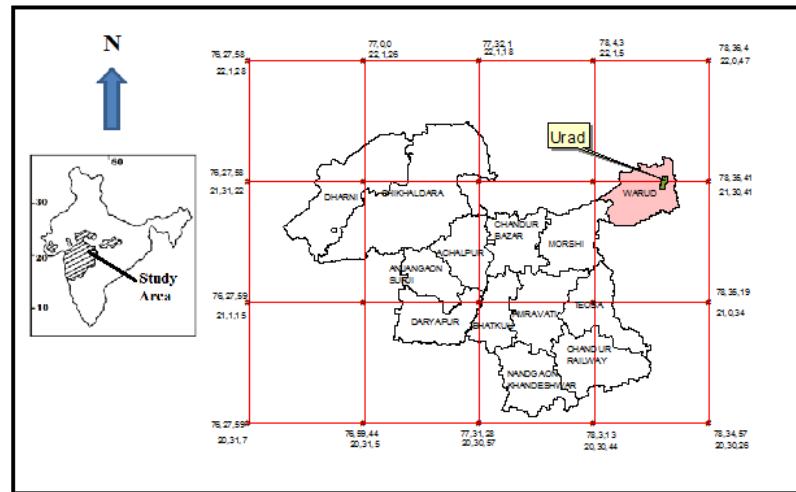 N
77,0,0
22,1,26
77,32,1
22,1,18
78,4,3
22,1,5
78,36,4
22,0,47
76,27,58
22,1,28
Urad
80
30
20
10
Study
Area
76,27,58
21,31,22
78,35,41
21,30,41
DHARNI
CHIKHALDARA
WARUD
CHANDUR
BAZAR
MORSHI
ACHALPUR
ANJANGAON
SURJI
76,27,59
21,1,15
78,35,19
21,0,34
DARYAPUR
BHATKULI
AMRAVATI
TEOSA
CHANDUR
RAILWAY
NANDGAON
KHANDESHWAR
76,27,59
20,31,7
76,59,44
20,31,5
77,31,28
20,30,57
78,3,13
20,30,44
78,34,57
20,30,26